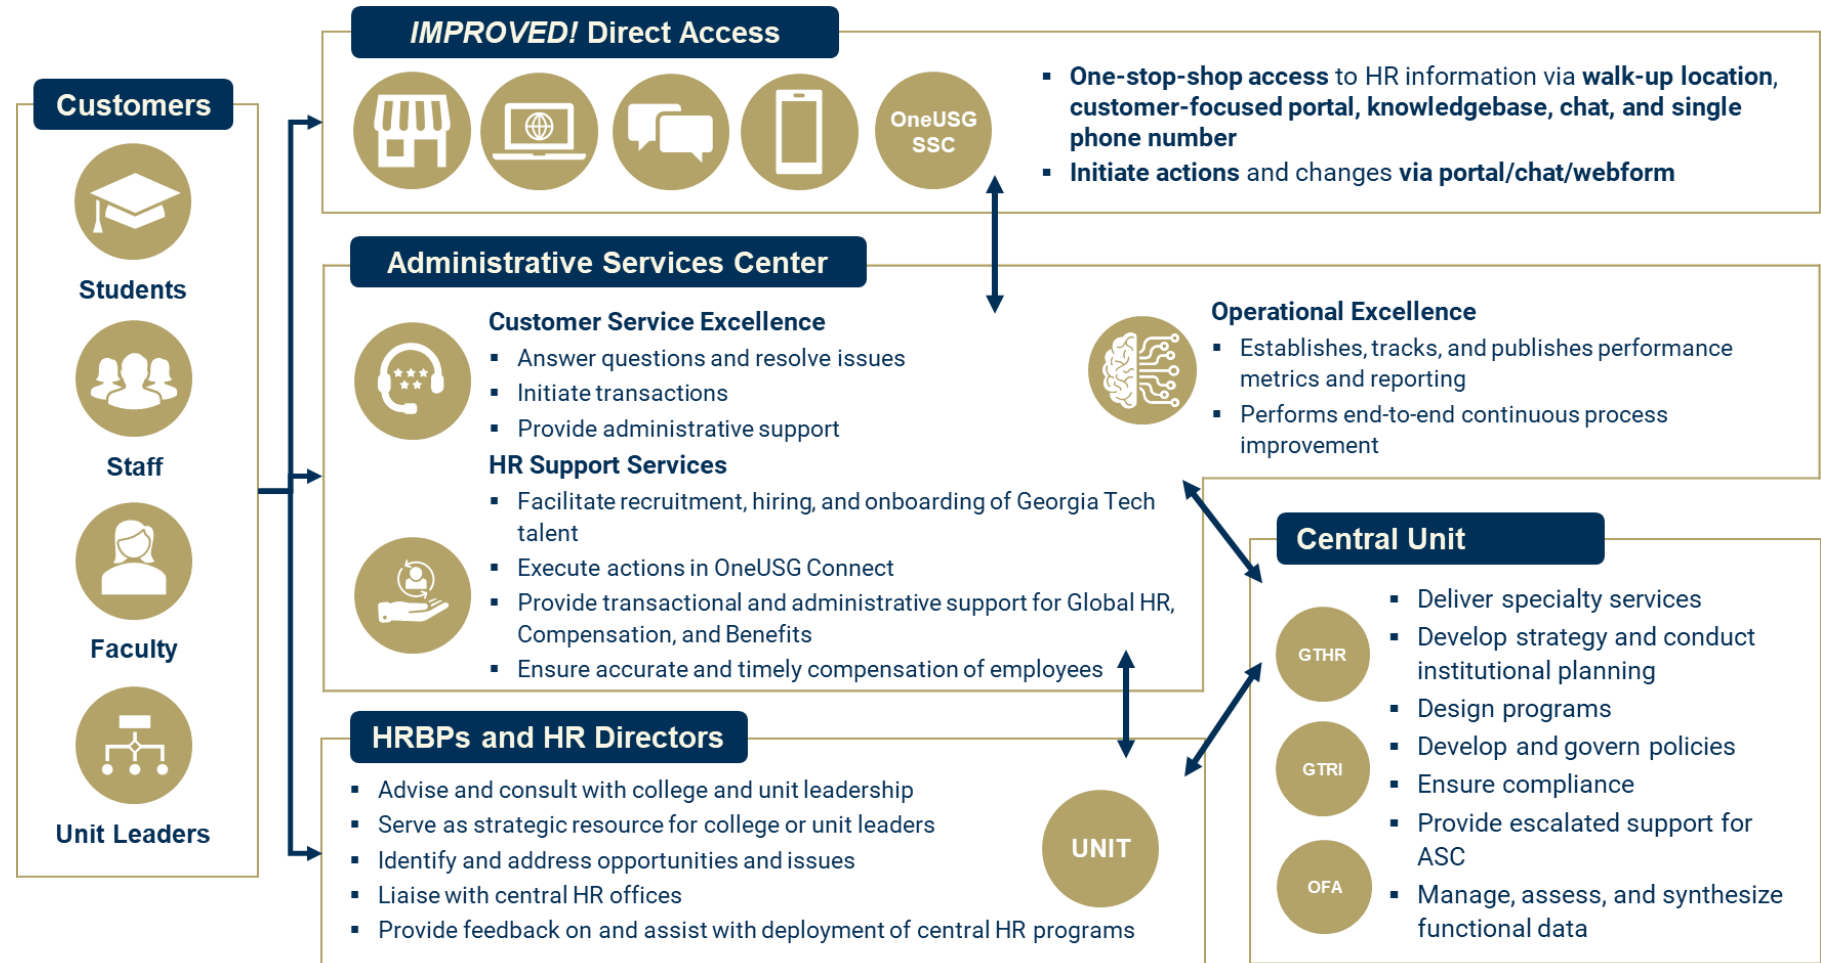 IMPROVED! Direct Access
OneUSG
SSC
▪ One-stop-shop access to HR information via walk-up location,
customer-focused portal, knowledgebase, chat, and single
phone number
▪ Initiate actions and changes via portal/chat/webform
Customers
Students
Staff
Faculty
Unit Leaders
Administrative Services Center
Customer Service Excellence
▪ Answer questions and resolve issues
▪ Initiate transactions
▪ Provide administrative support
HR Support Services
▪ Facilitate recruitment, hiring, and onboarding of Georgia Tech
talent
▪ Execute actions in OneUSG Connect
▪ Provide transactional and administrative support for Global HR,
Compensation, and Benefits
▪ Ensure accurate and timely compensation of employees
Operational Excellence
▪ Establishes, tracks, and publishes performance
metrics and reporting
▪ Performs end-to-end continuous process
improvement
HRBPs and HR Directors
▪ Advise and consult with college and unit leadership
▪ Serve as strategic resource for college or unit leaders
▪ Identify and address opportunities and issues
▪ Liaise with central HR offices
▪ Provide feedback on and assist with deployment of central HR programs
UNIT
Central Unit
GTHR
GTRI
OFA
▪ Deliver specialty services
▪ Develop strategy and conduct
institutional planning
▪ Design programs
▪ Develop and govern policies
▪ Ensure compliance
▪ Provide escalated support for
ASC
▪ Manage, assess, and synthesize
functional data